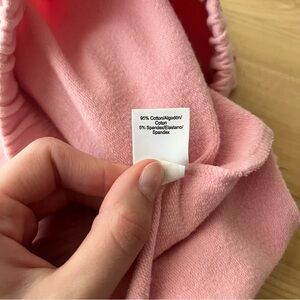 95% Cotton/Algodón/
Coton
5% Spandex/Elastano/
Spandex